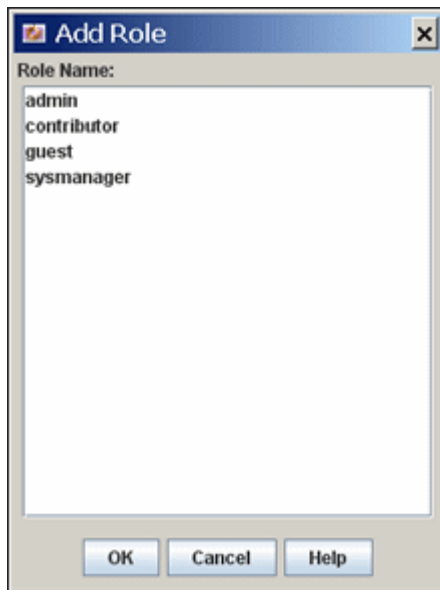 Add Role
Role Name:
admin
contributor
guest
sysmanager
OK Cancel Help